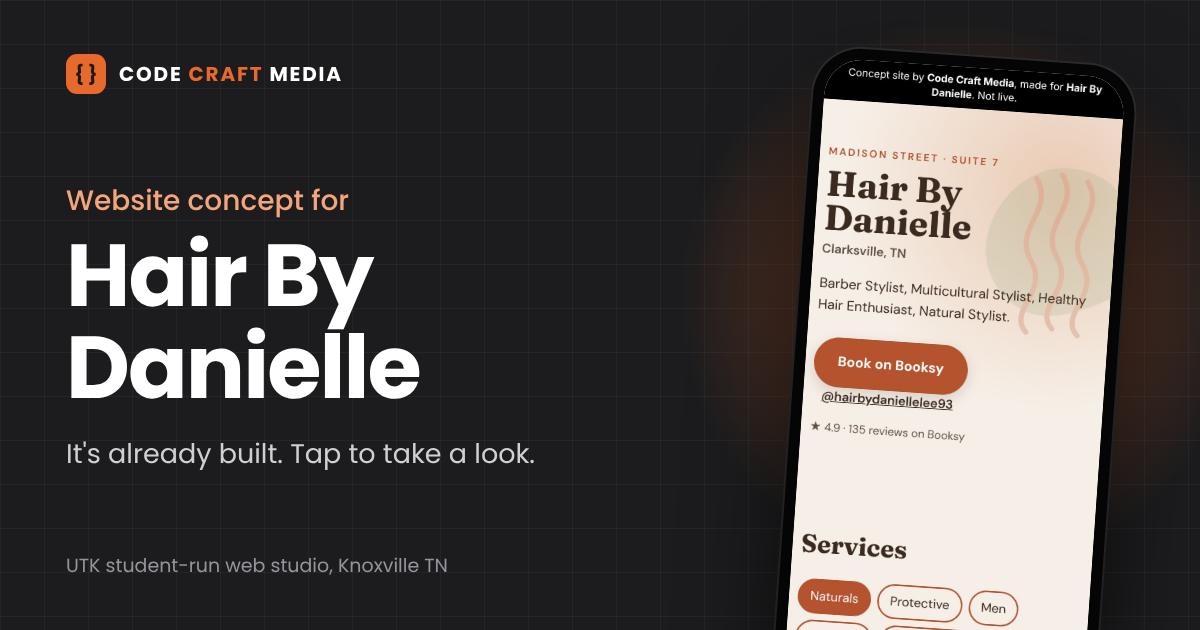 {} CODE CRAFT MEDIA
Website concept for
Hair By
Danielle
It's already built. Tap to take a look.
UTK student-run web studio, Knoxville TN
Concept site by Code Craft Media, made for Hair By
Danielle. Not live.
MADISON STREET · SUITE 7
Hair By
Danielle
Clarksville, TN
Barber Stylist, Multicultural Stylist, Healthy
Hair Enthusiast, Natural Stylist.
Book on Booksy
@hairbydaniellelee93
★ 4.9 · 135 reviews on Booksy
Services
Naturals Protective Men